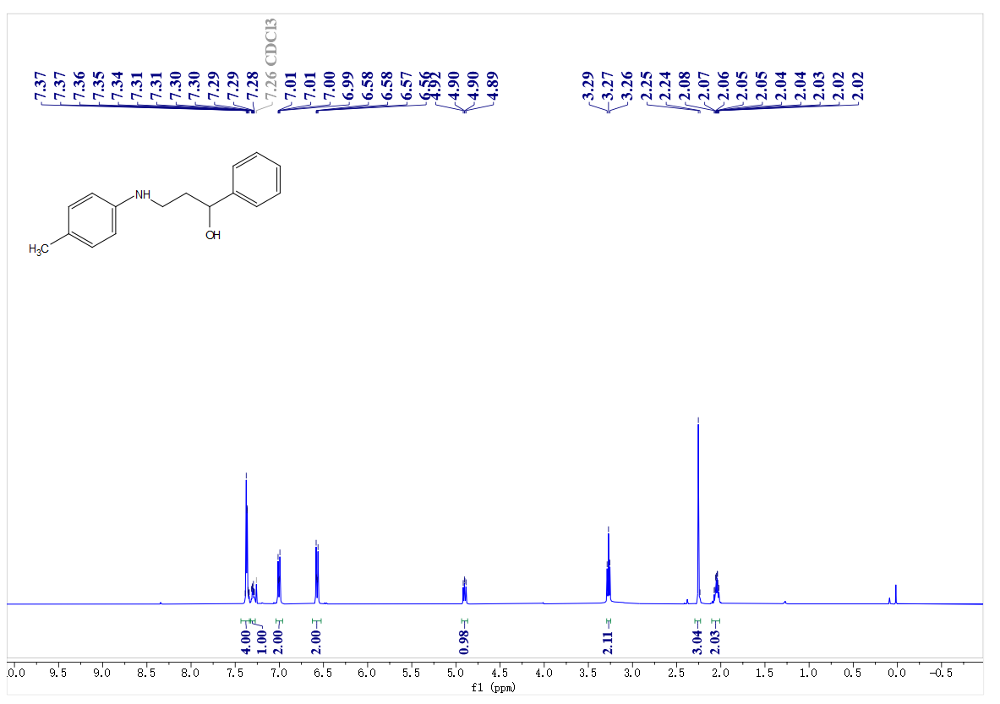 7.37 7.37 7.36 7.35 7.34 7.31 7.31 7.30 7.30 7.29 7.29 7.28 7.26 CDCl3 7.01 7.01 7.00 6.99 6.58 6.58 6.57 6.56 4.92 4.90 4.90 4.89 3.29 3.27 3.26 2.25 2.24 2.08 2.07 2.06 2.05 2.05 2.04 2.04 2.03 2.02 2.02
NH
OH
H3C
4.00 1.00 2.00 2.00 0.98 2.11 3.04 2.03
0.0 9.5 9.0 8.5 8.0 7.5 7.0 6.5 6.0 5.5 5.0 4.5 4.0 3.5 3.0 2.5 2.0 1.5 1.0 0.5 0.0 -0.5
f1 (ppm)